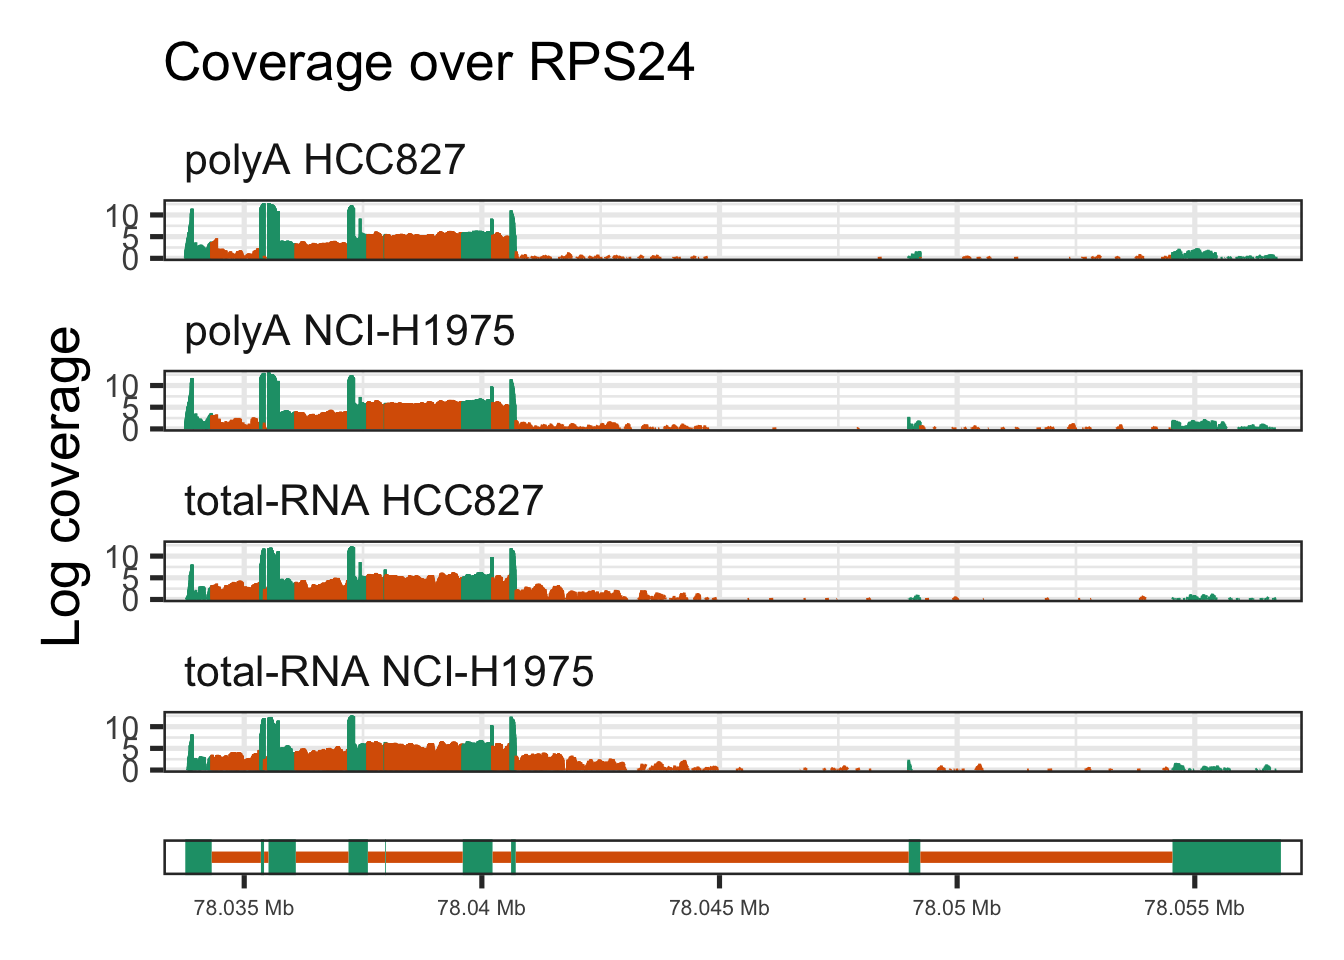 Coverage over RPS24
polyA HCC827
10
5
0
polyA NCI-H1975
10
5
0
Log coverage
total-RNA HCC827
10
5
0
total-RNA NCI-H1975
10
5
0
78.035 Mb 78.04 Mb 78.045 Mb 78.05 Mb 78.055 Mb